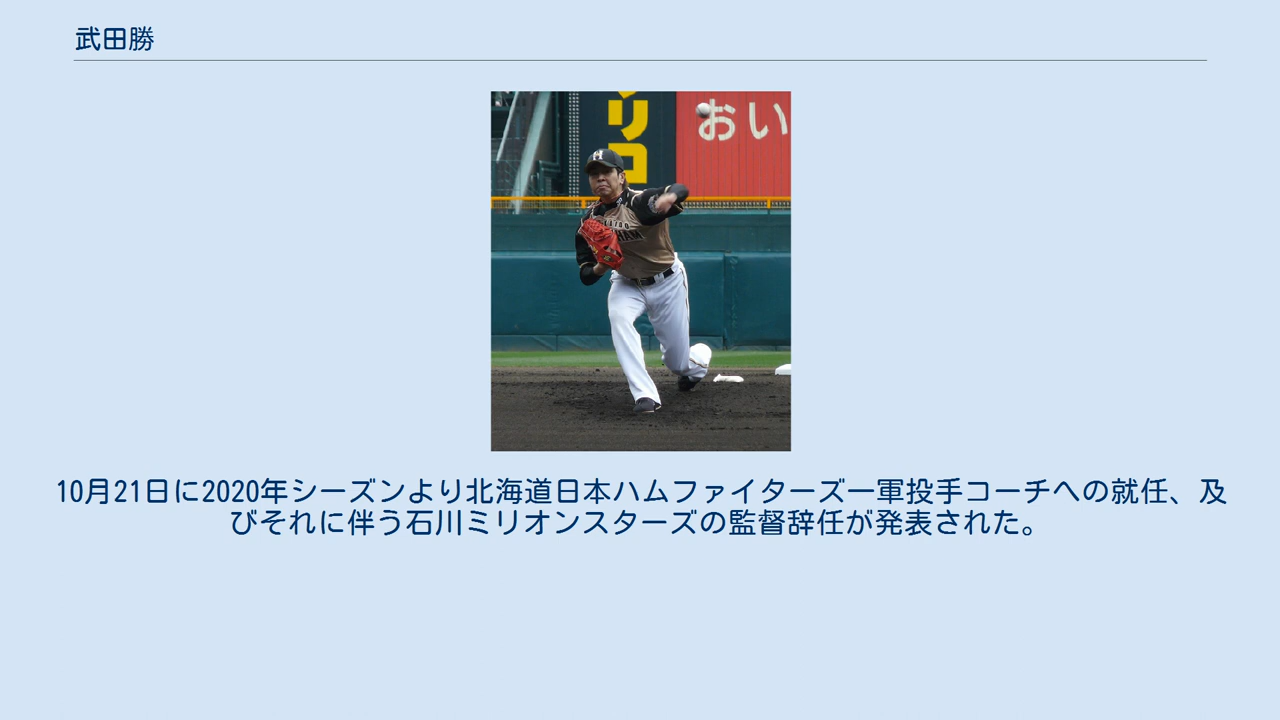 武田勝
リコ
おい
H
HAM
10月21日に2020年シーズンより北海道日本ハムファイターズ一軍投手コーチへの就任、及
びそれに伴う石川ミリオンスターズの監督辞任が発表された。